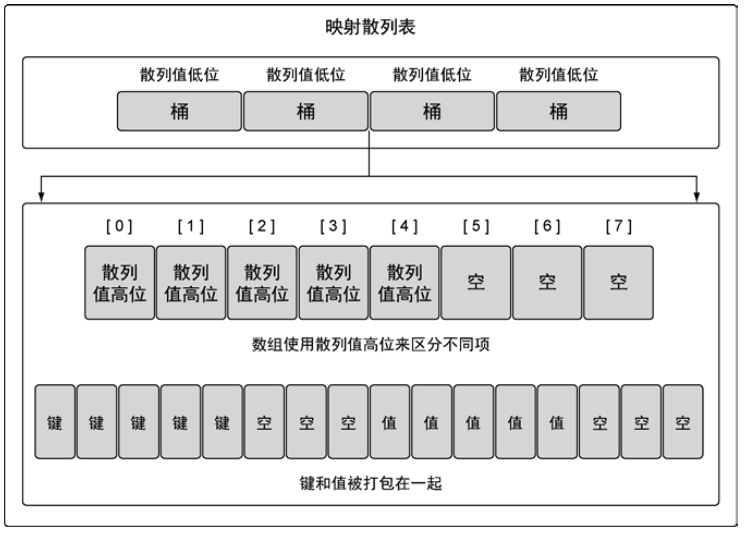 映射散列表
散列值低位 散列值低位 散列值低位 散列值低位
桶 桶 桶 桶
[0] [1] [2] [3] [4] [5] [6] [7]
散列 散列 散列 散列 散列
值高位 值高位 值高位 值高位 值高位 空 空 空
数组使用散列值高位来区分不同项
键 键 键 键 键 空 空 空 值 值 值 值 值 空 空 空
键和值被打包在一起